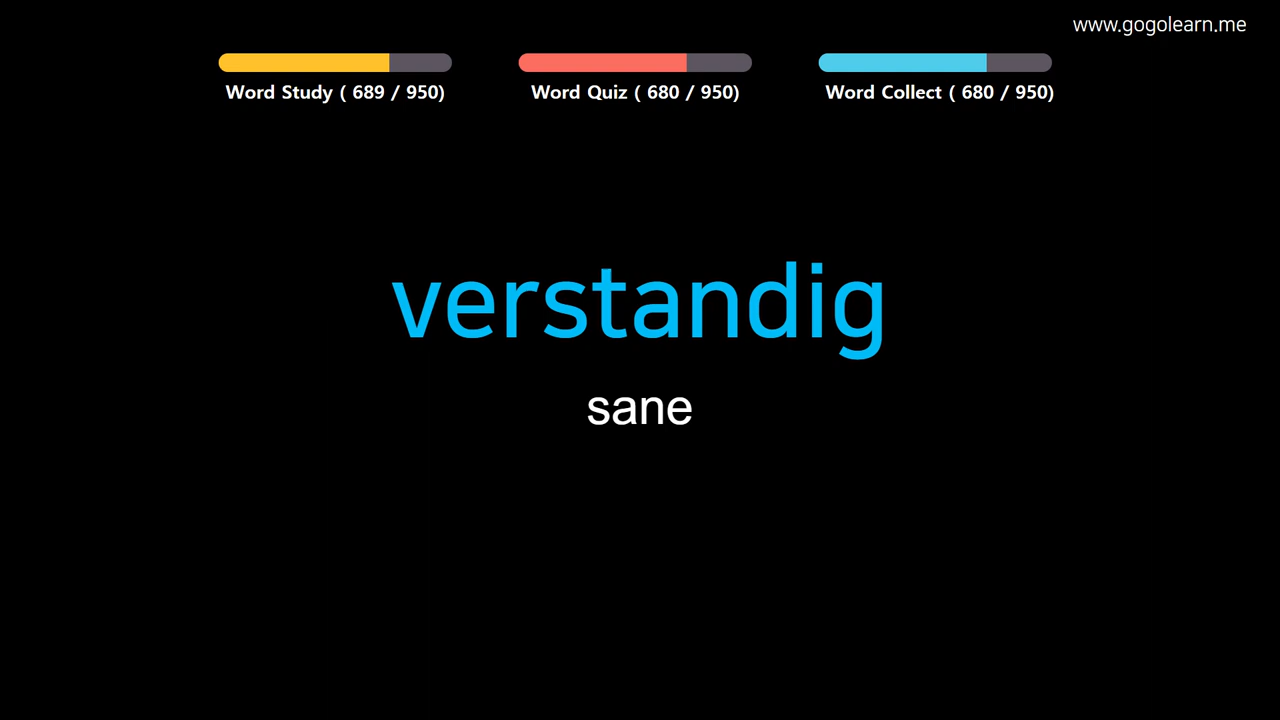 www.gogolearn.me
Word Study ( 689 / 950)
Word Quiz ( 680 / 950)
Word Collect ( 680 / 950)
verstandig
sane